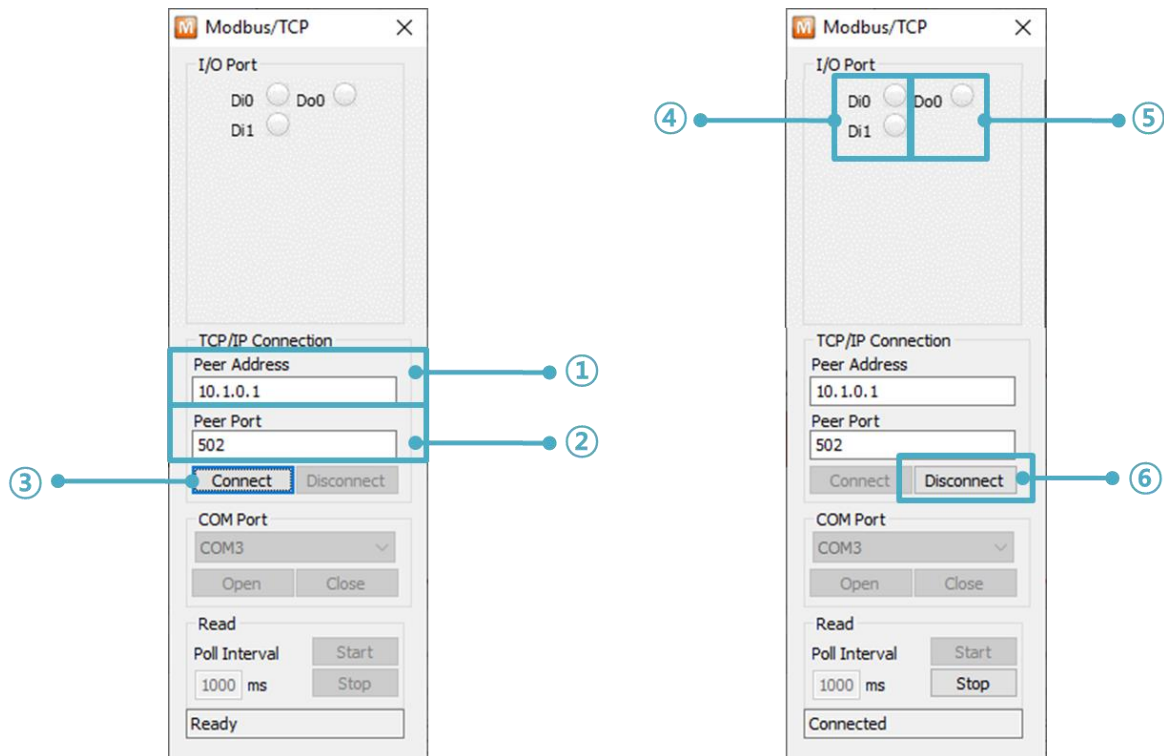 Modbus/TCP
I/O Port
Di0 Do0
Di1
TCP/IP Connection
Peer Address
10.1.0.1
①
Peer Port
502
②
③
Connect Disconnect
COM Port
COM3
Open Close
Read
Poll Interval Start
1000 ms Stop
Ready
Modbus/TCP
I/O Port
④
Di0 Do0
⑤
Di1
TCP/IP Connection
Peer Address
10.1.0.1
Peer Port
502
Connect Disconnect
⑥
COM Port
COM3
Open Close
Read
Poll Interval Start
1000 ms Stop
Connected